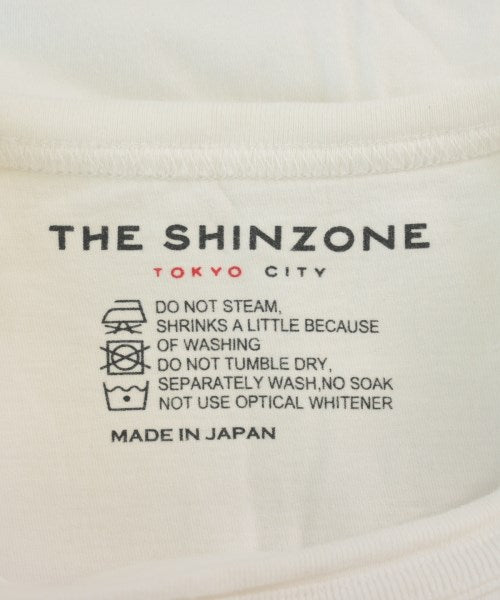 THE SHINZONE
TOKYO CITY
DO NOT STEAM,
SHRINKS A LITTLE BECAUSE
OF WASHING
DO NOT TUMBLE DRY,
SEPARATELY WASH,NO SOAK
NOT USE OPTICAL WHITENER
MADE IN JAPAN